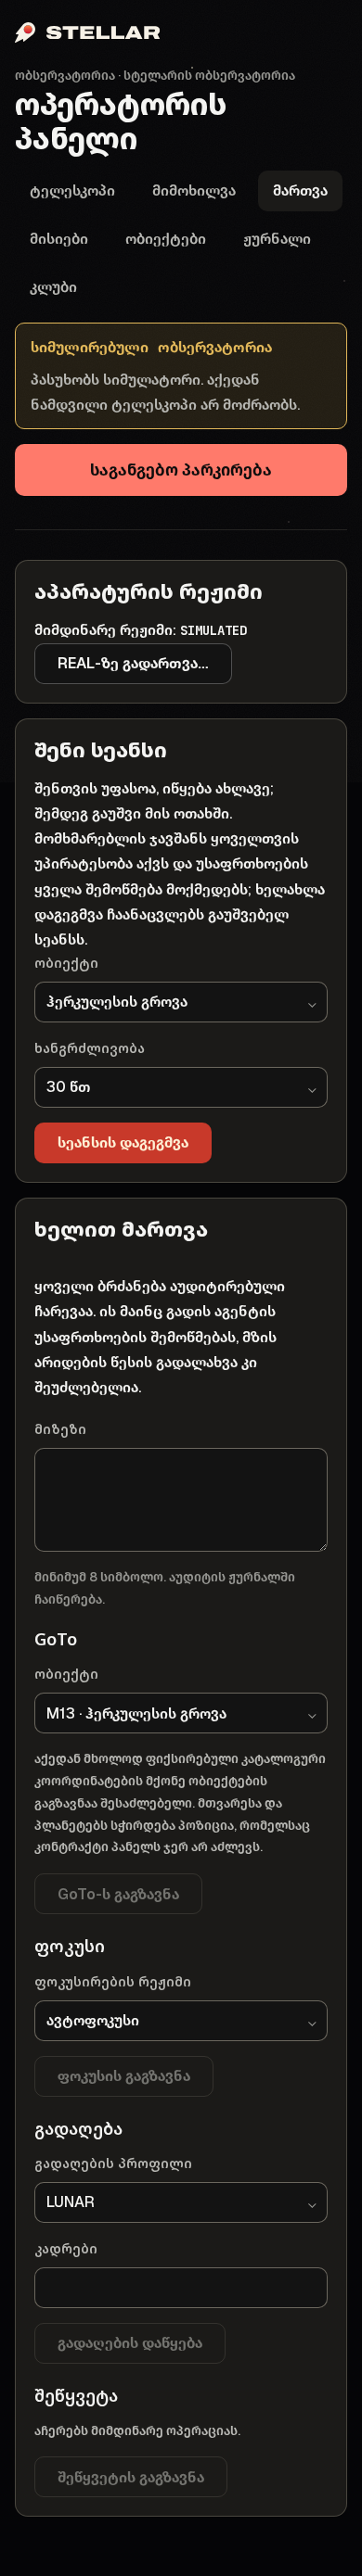 STELLAR
ობსერვატორია · სტელარის ობსერვატორია
ოპერატორის
პანელი
ტელესკოპი მიმოხილვა მართვა
მისიები ობიექტები ჟურნალი
კლუბი
სიმულირებული ობსერვატორია
პასუხობს სიმულატორი. აქედან
ნამდვილი ტელესკოპი არ მოძრაობს.
საგანგებო პარკირება
აპარატურის რეჟიმი
მიმდინარე რეჟიმი: SIMULATED
REAL-ზე გადართვა...
შენი სეანსი
შენთვის უფასოა, იწყება ახლავე;
შემდეგ გაუშვი მის ოთახში.
მომხმარებლის ჯავშანს ყოველთვის
უპირატესობა აქვს და უსაფრთხოების
ყველა შემოწმება მოქმედებს; ხელახლა
დაგეგმვა ჩაანაცვლებს გაუშვებელ
სეანსს.
ობიექტი
ჰერკულესის გროვა
ხანგრძლივობა
30 წთ
სეანსის დაგეგმვა
ხელით მართვა
ყოველი ბრძანება აუდიტირებული
ჩარევაა. ის მაინც გადის აგენტის
უსაფრთხოების შემოწმებას, მზის
არიდების წესის გადალახვა კი
შეუძლებელია.
მიზეზი
მინიმუმ 8 სიმბოლო. აუდიტის ჟურნალში
ჩაიწერება.
GoTo
ობიექტი
M13 · ჰერკულესის გროვა
აქედან მხოლოდ ფიქსირებული კატალოგური
კოორდინატების მქონე ობიექტების
გაგზავნაა შესაძლებელი. მთვარესა და
პლანეტებს სჭირდება პოზიცია, რომელსაც
კონტრაქტი პანელს ჯერ არ აძლევს.
GoTo-ს გაგზავნა
ფოკუსი
ფოკუსირების რეჟიმი
ავტოფოკუსი
ფოკუსის გაგზავნა
გადაღება
გადაღების პროფილი
LUNAR
კადრები
გადაღების დაწყება
შეწყვეტა
აჩერებს მიმდინარე ოპერაციას.
შეწყვეტის გაგზავნა